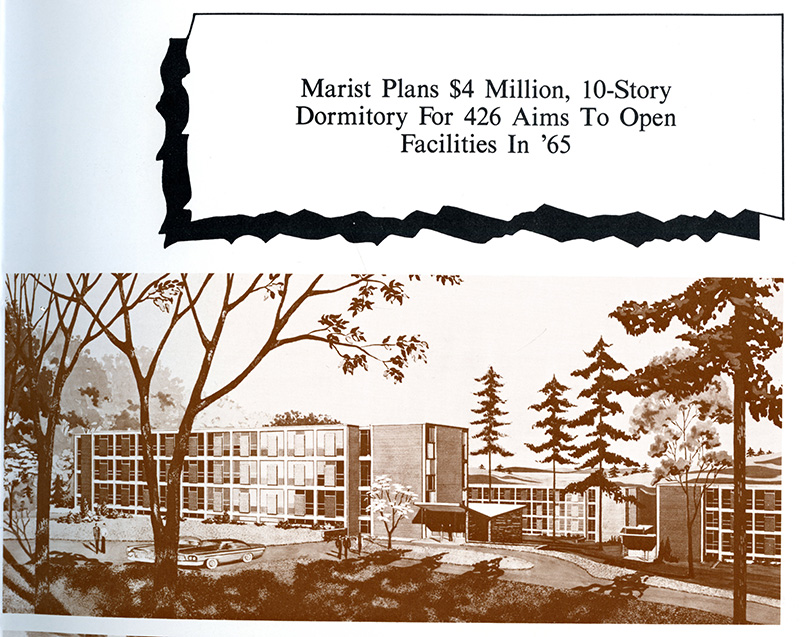 Marist Plans $4 Million, 10-Story
Dormitory For 426 Aims To Open
Facilities In ’65